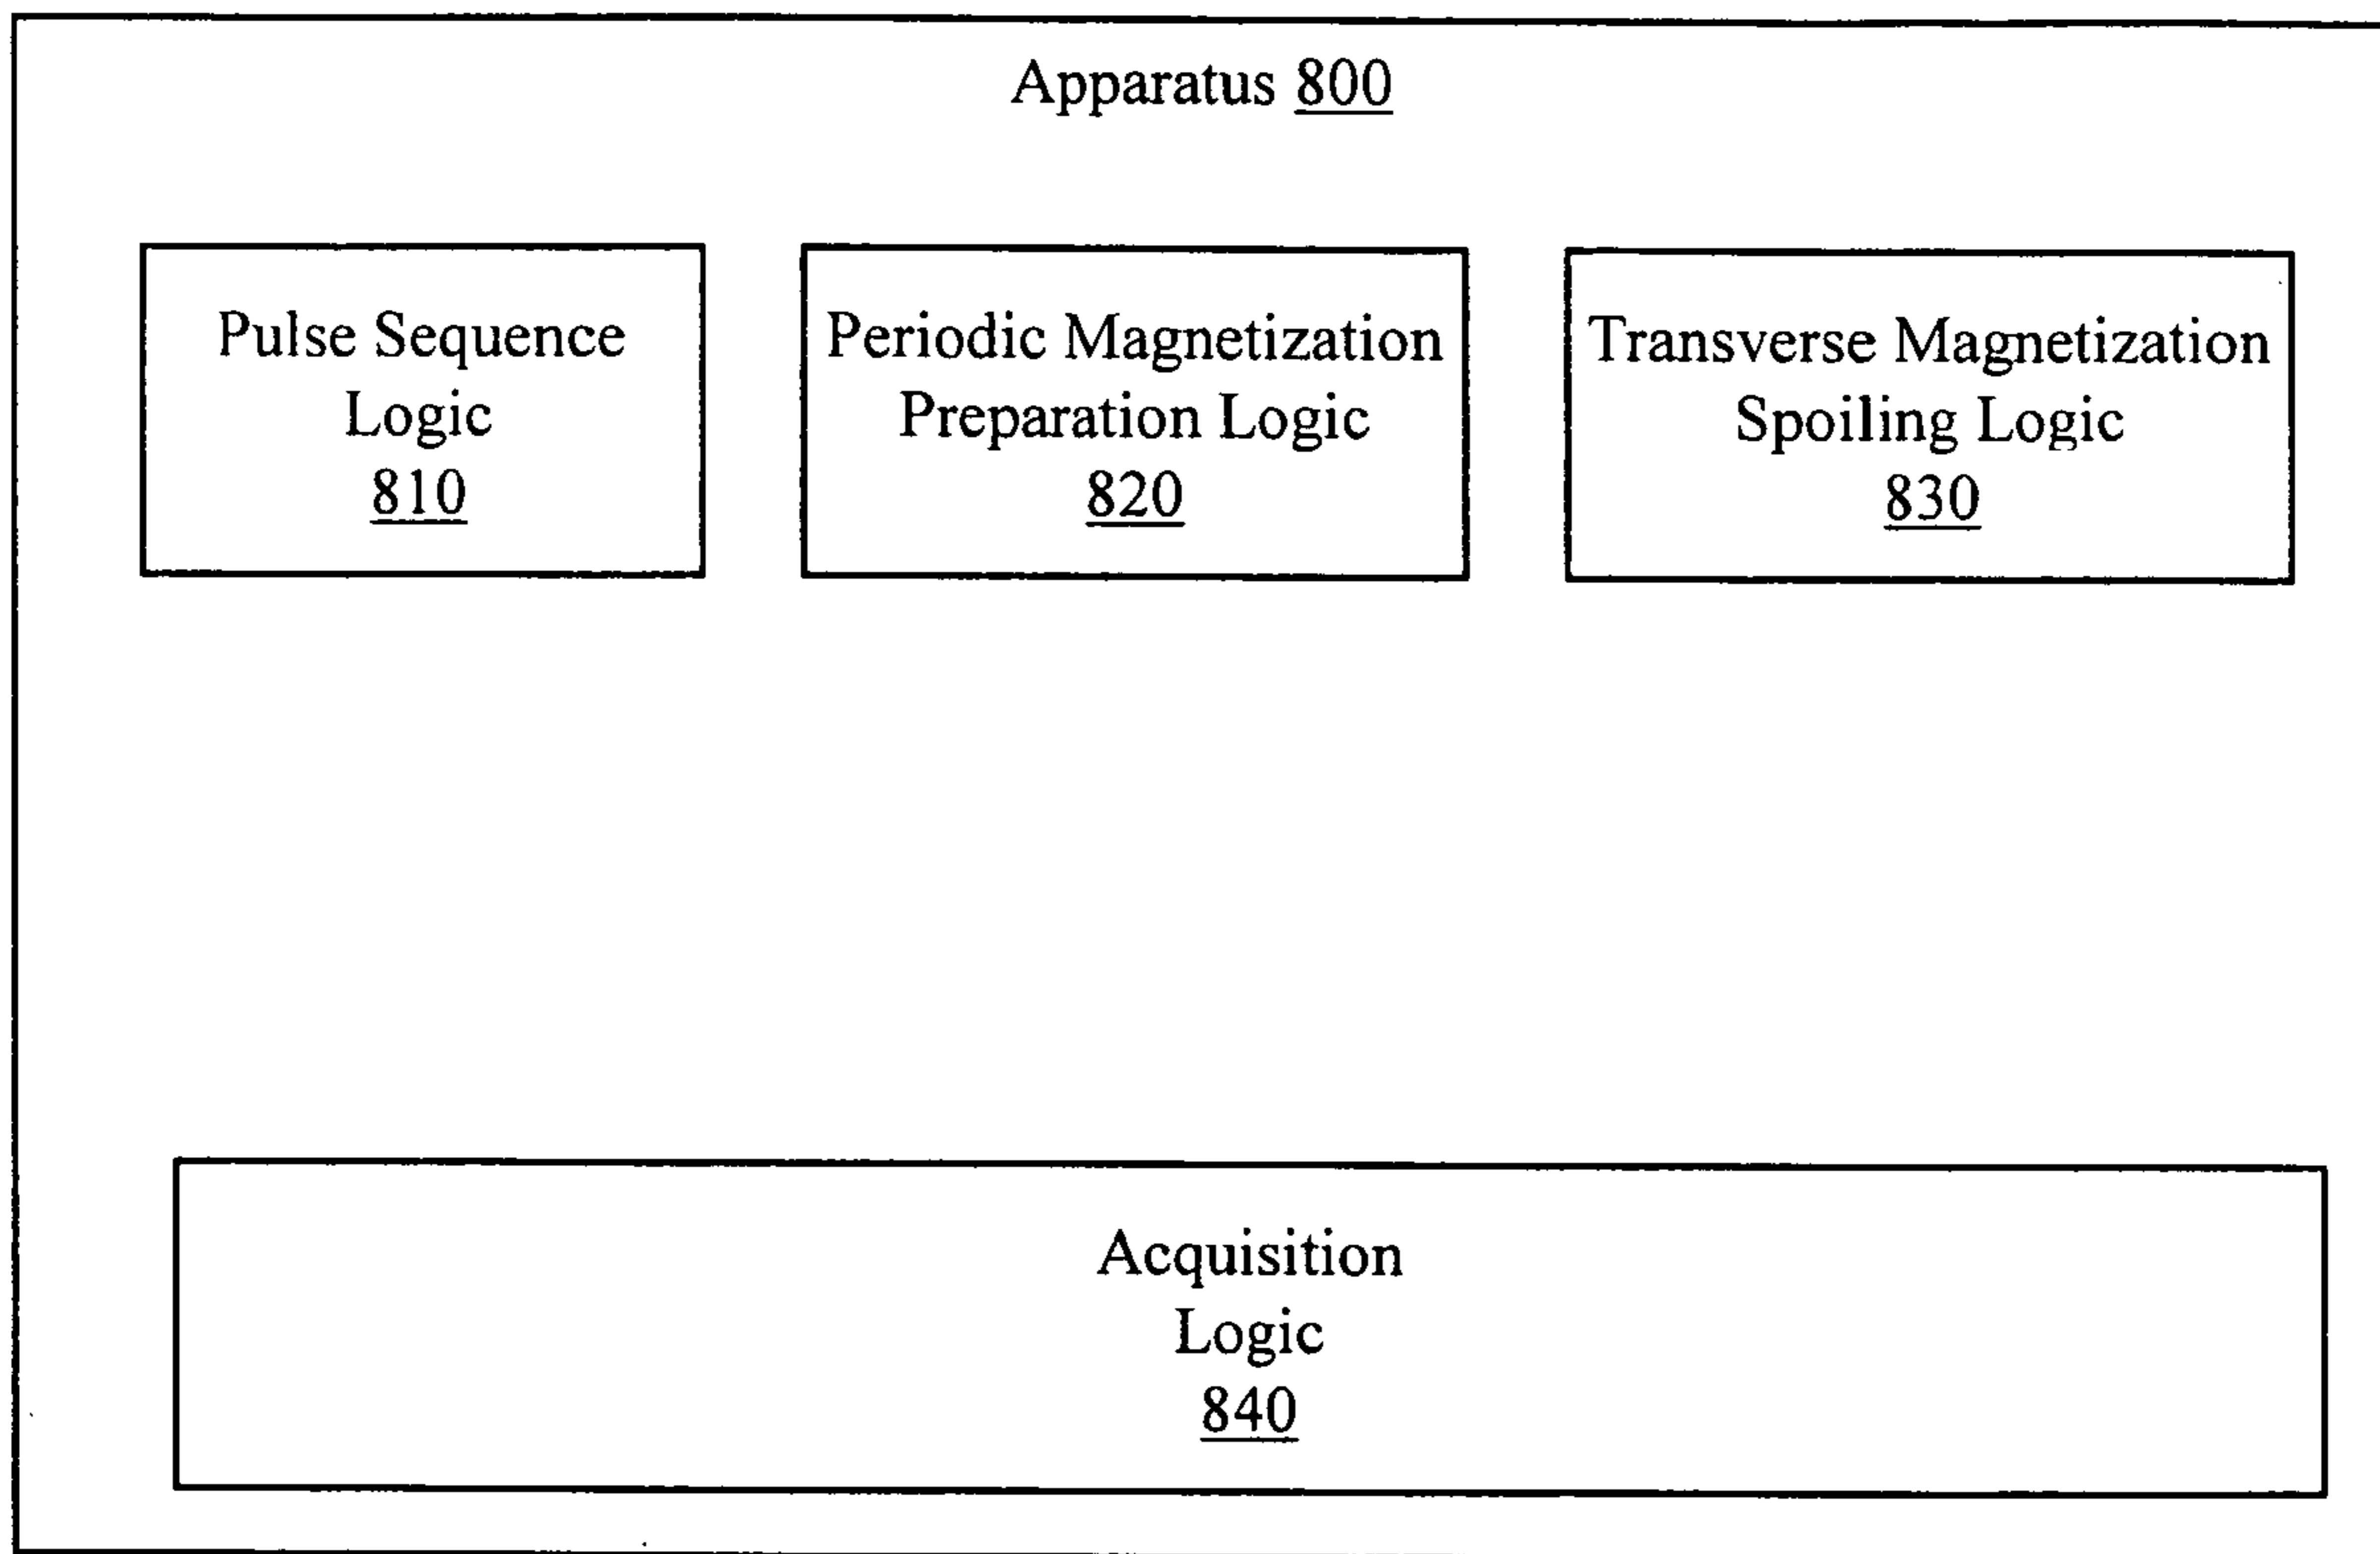 Apparatus 800
Pulse Sequence
Logic
810
Periodic Magnetization
Preparation Logic
820
Transverse Magnetization
Spoiling Logic
830
Acquisition
Logic
840